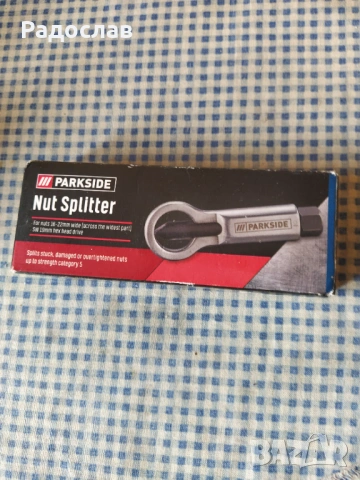 Радослав
PARKSIDE
Nut Splitter
For nuts 16-22mm wide (across the widest part)
SW 19mm hex head drive
Splits stuck, damaged or overtightened nuts
up to strength category 5
PARKSIDE
BAZAR